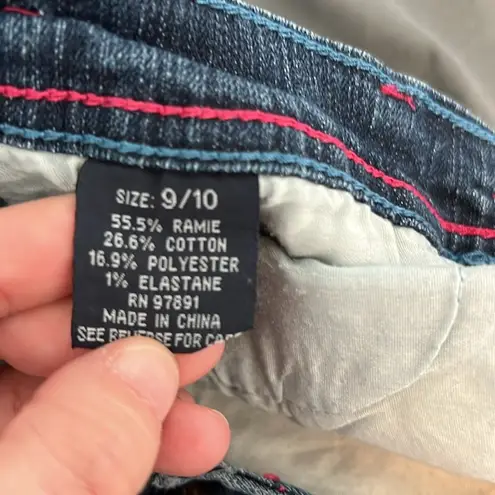 SIZE: 9/10
55.5% RAMIE
26.6% COTTON
16.9% POLYESTER
1% ELASTANE
RN 97891
MADE IN CHINA
SEE REVERSE FOR